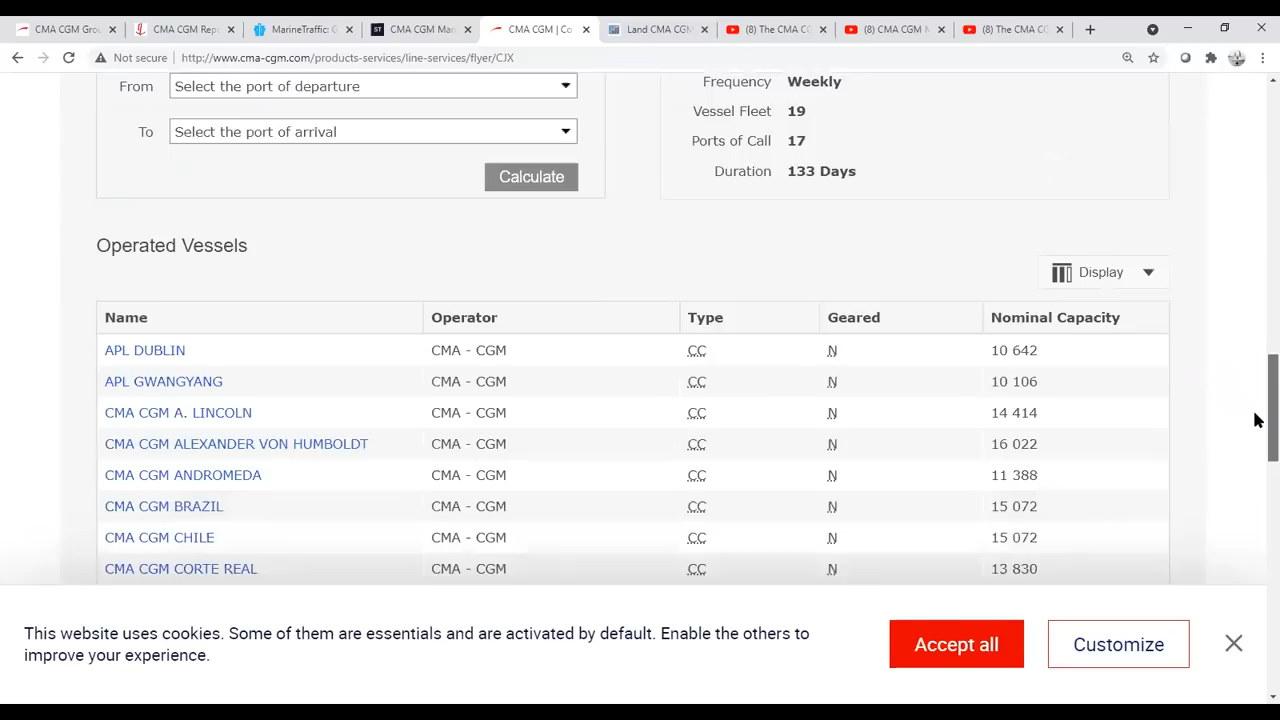 CMA CGM Gro
CMA CGM Rep
MarineTraffic: G
CMA CGM Mar
CMA CGM | Co
Land CMA CGM
(8) The CMA CG
(8) CMA CGM M
(8) The CMA CG
Not secure http://www.cma-cgm.com/products-services/line-services/flyer/CJX
From Select the port of departure
To Select the port of arrival
Calculate
Frequency Weekly
Vessel Fleet 19
Ports of Call 17
Duration 133 Days
Operated Vessels
Display
Name Operator Type Geared Nominal Capacity
APL DUBLIN CMA - CGM CC N 10 642
APL GWANGYANG CMA - CGM CC N 10 106
CMA CGM A. LINCOLN CMA - CGM CC N 14 414
CMA CGM ALEXANDER VON HUMBOLDT CMA - CGM CC N 16 022
CMA CGM ANDROMEDA CMA - CGM CC N 11 388
CMA CGM BRAZIL CMA - CGM CC N 15 072
CMA CGM CHILE CMA - CGM CC N 15 072
CMA CGM CORTE REAL CMA - CGM CC N 13 830
This website uses cookies. Some of them are essentials and are activated by default. Enable the others to
improve your experience.
Accept all
Customize